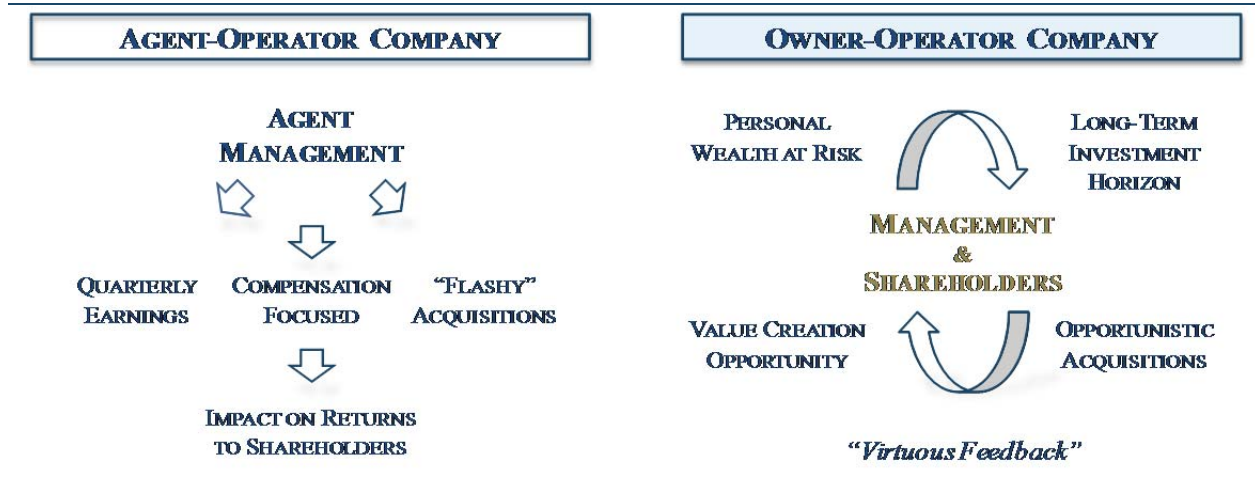 AGENT-OPERATOR COMPANY
AGENT
MANAGEMENT
QUARTERLY
EARNINGS
COMPENSATION
FOCUSED
“FLASHY”
ACQUISITIONS
IMPACT ON RETURNS
TO SHAREHOLDERS
OWNER-OPERATOR COMPANY
PERSONAL
WEALTH AT RISK
LONG-TERM
INVESTMENT
HORIZON
MANAGEMENT
&
SHAREHOLDERS
VALUE CREATION
OPPORTUNITY
OPPORTUNISTIC
ACQUISITIONS
“Virtuous Feedback”